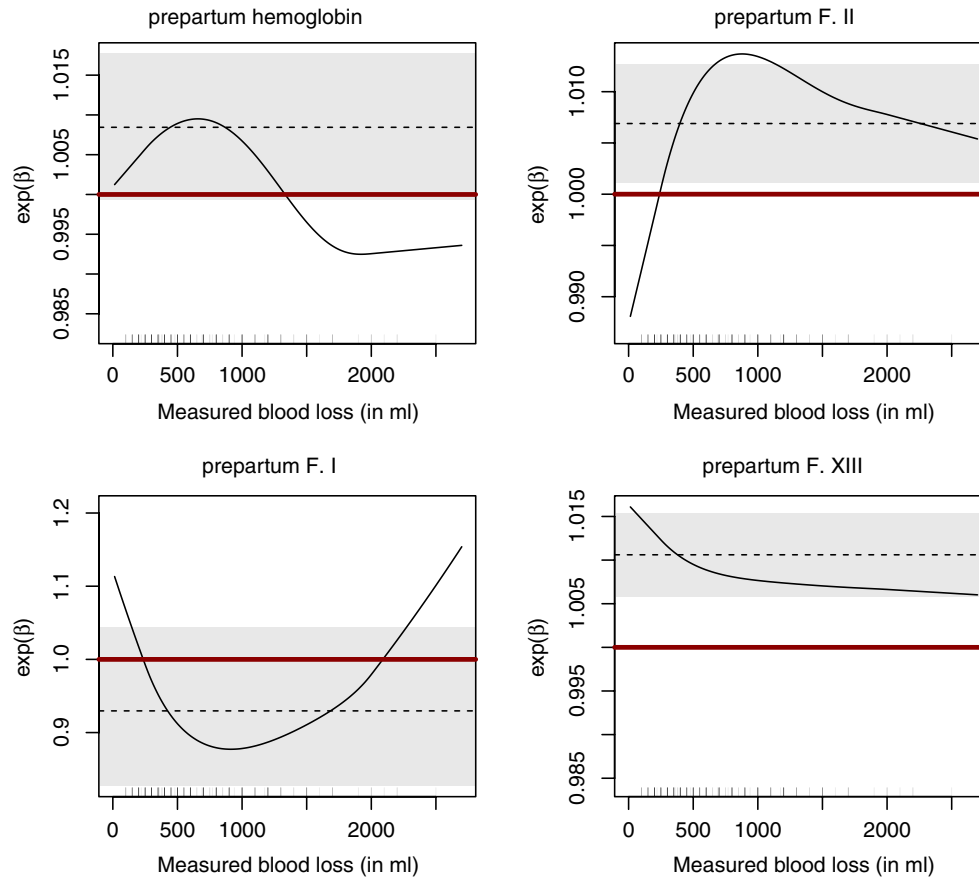 prepartum hemoglobin
exp(β)
1.015
1.005
0.995
0.985
0
500
1000
2000
Measured blood loss (in ml)
prepartum F. II
exp(β)
1.010
1.000
0.990
0
500
1000
2000
Measured blood loss (in ml)
prepartum F. I
exp(β)
1.2
1.1
1.0
0.9
0
500
1000
2000
Measured blood loss (in ml)
prepartum F. XIII
exp(β)
1.015
1.005
0.995
0.985
0
500
1000
2000
Measured blood loss (in ml)